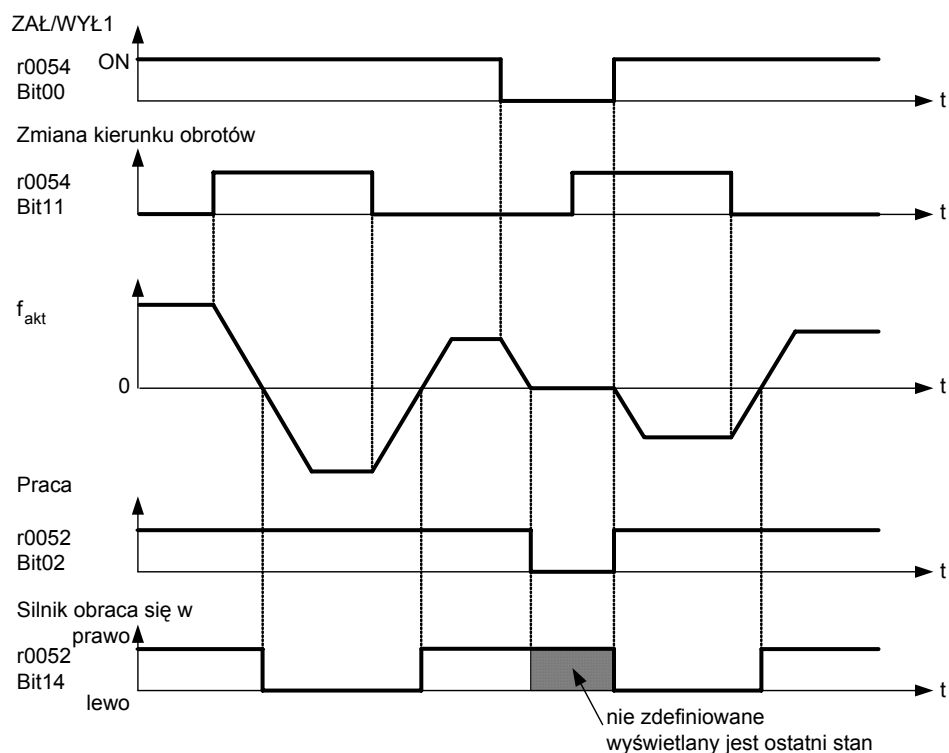 ZAŁ/WYŁ1
ON
r0054
Bit00
t
Zmiana kierunku obrotów
r0054
Bit11
t
fakt
0
t
Praca
r0052
Bit02
t
Silnik obraca się w
prawo
r0052
Bit14
t
lewo
nie zdefiniowane
wyświetlany jest ostatni stan